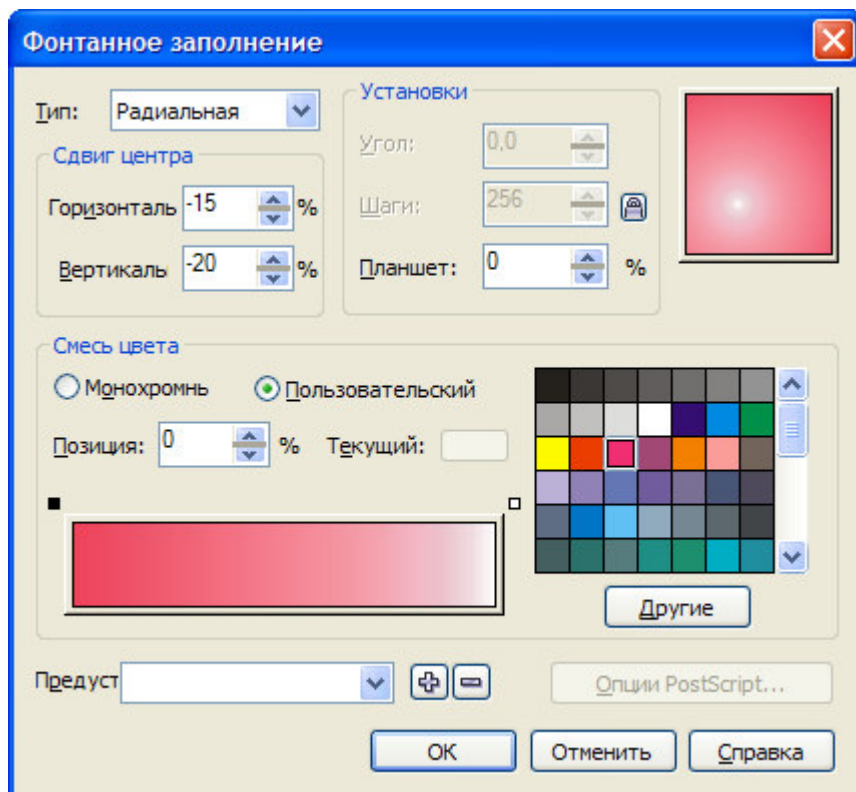 Фонтанное заполнение
Тип: Радиальная
Сдвиг центра
Горизонталь -15 %
Вертикаль -20 %
Установки
Угол: 0,0
Шаги: 256
Планшет: 0 %
Смесь цвета
Монохромнь Пользовательский
Позиция: 0 % Текущий:
Другие
Предуст
Опции PostScript...
OK Отменить Справка